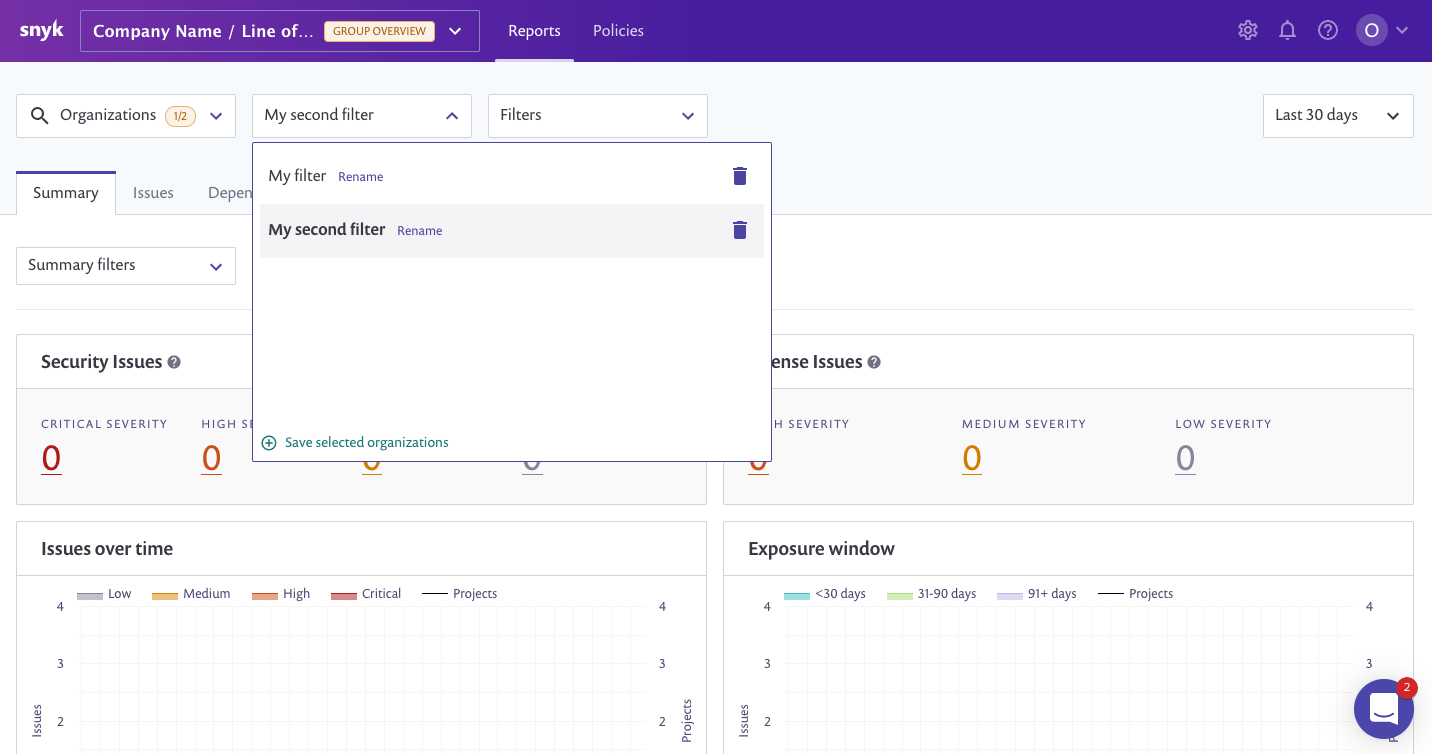 snyk
Company Name / Line of...
GROUP OVERVIEW
Reports
Policies
O
Organizations
1/2
My second filter
Filters
Last 30 days
My filter
Rename
My second filter
Rename
Save selected organizations
Summary
Issues
Depen
Summary filters
Security Issues
ense Issues
CRITICAL SEVERITY
HIGH SE
H SEVERITY
MEDIUM SEVERITY
LOW SEVERITY
0
0
0
0
0
0
0
Issues over time
Exposure window
Low
Medium
High
Critical
Projects
4
3
2
Issues
4
3
2
Projects
<30 days
31-90 days
91+ days
Projects
4
3
2
Issues
4
3
2